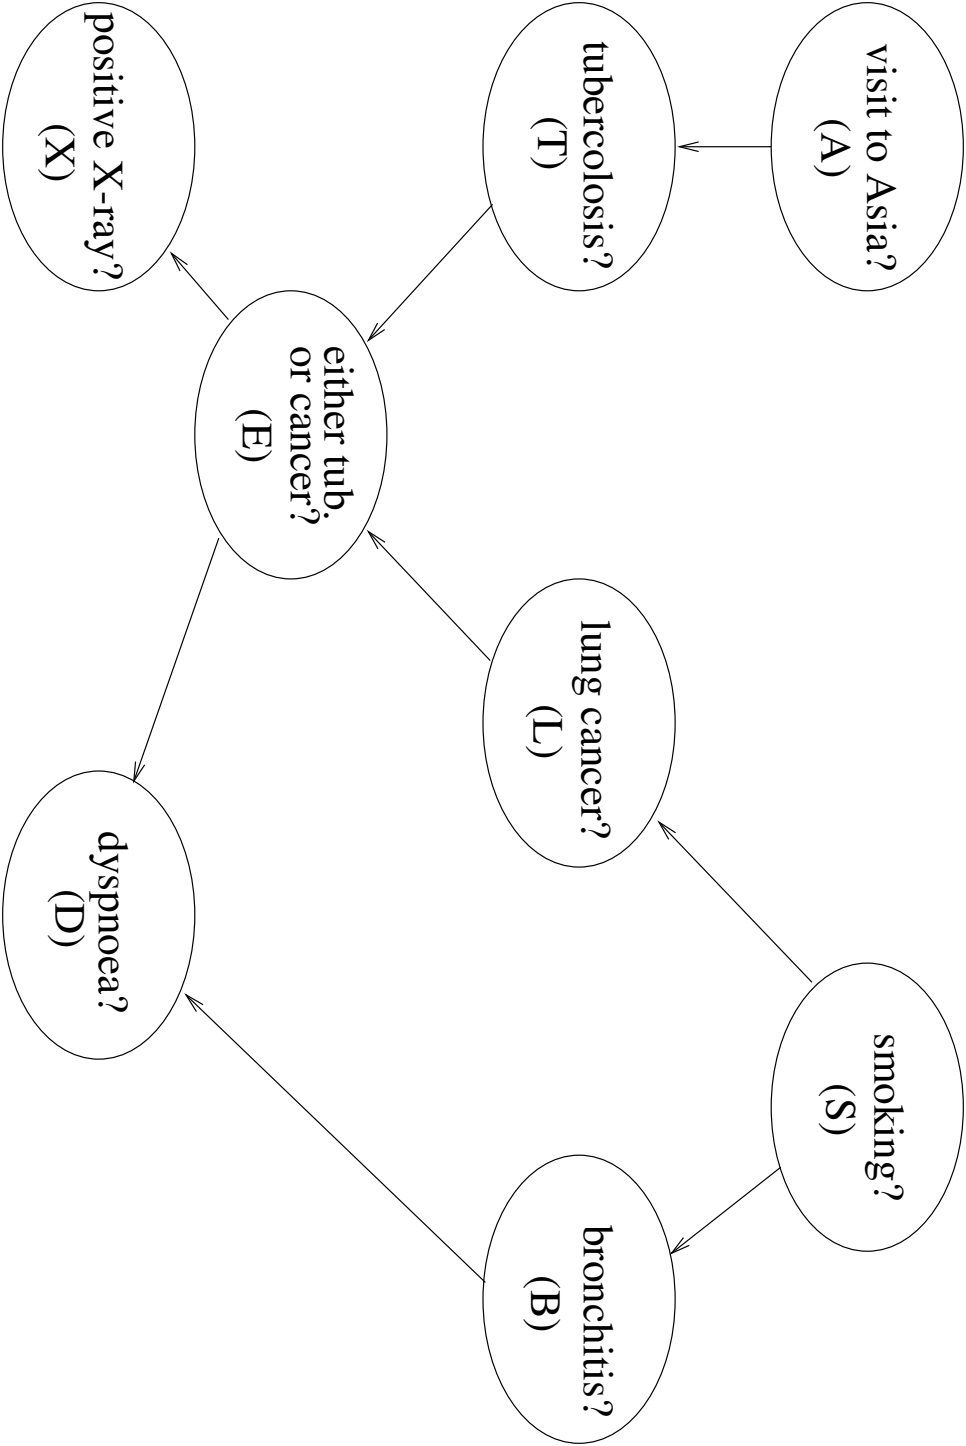 visit to Asia?
(A)
smoking?
(S)
tubercolosis?
(T)
lung cancer?
(L)
bronchitis?
(B)
either tub.
or cancer?
(E)
positive X-ray?
(X)
dyspnoea?
(D)